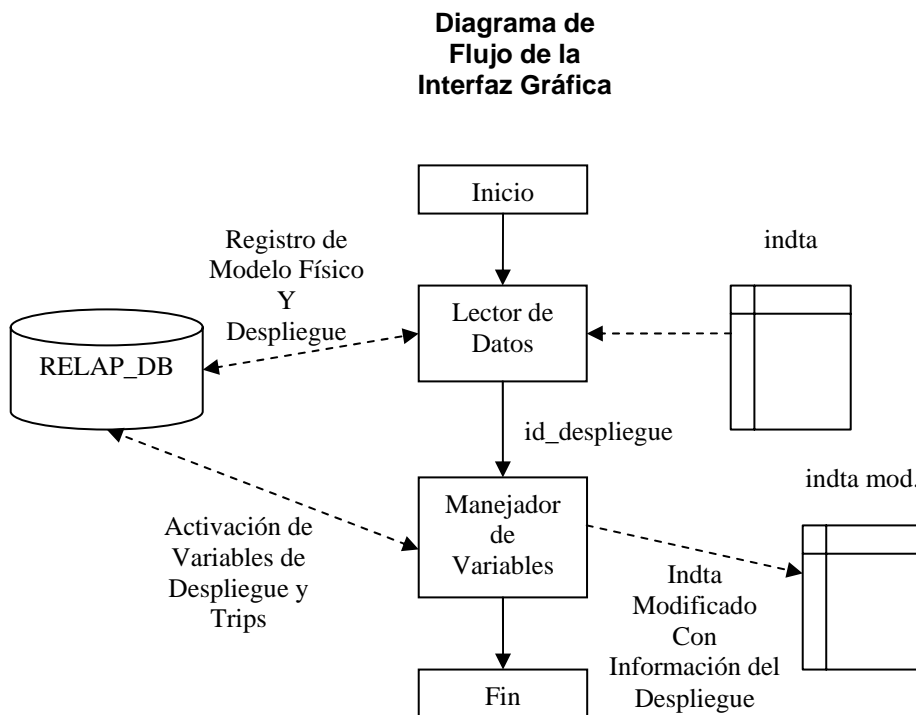 Diagrama de
Flujo de la
Interfaz Gráfica
Inicio
Registro de
Modelo Físico
Y
Despliegue
indta
Lector de
Datos
RELAP_DB
id_despliegue
indta mod.
Manejador
de
Variables
Activación de
Variables de
Despliegue y
Trips
Indta
Modificado
Con
Información del
Despliegue
Fin